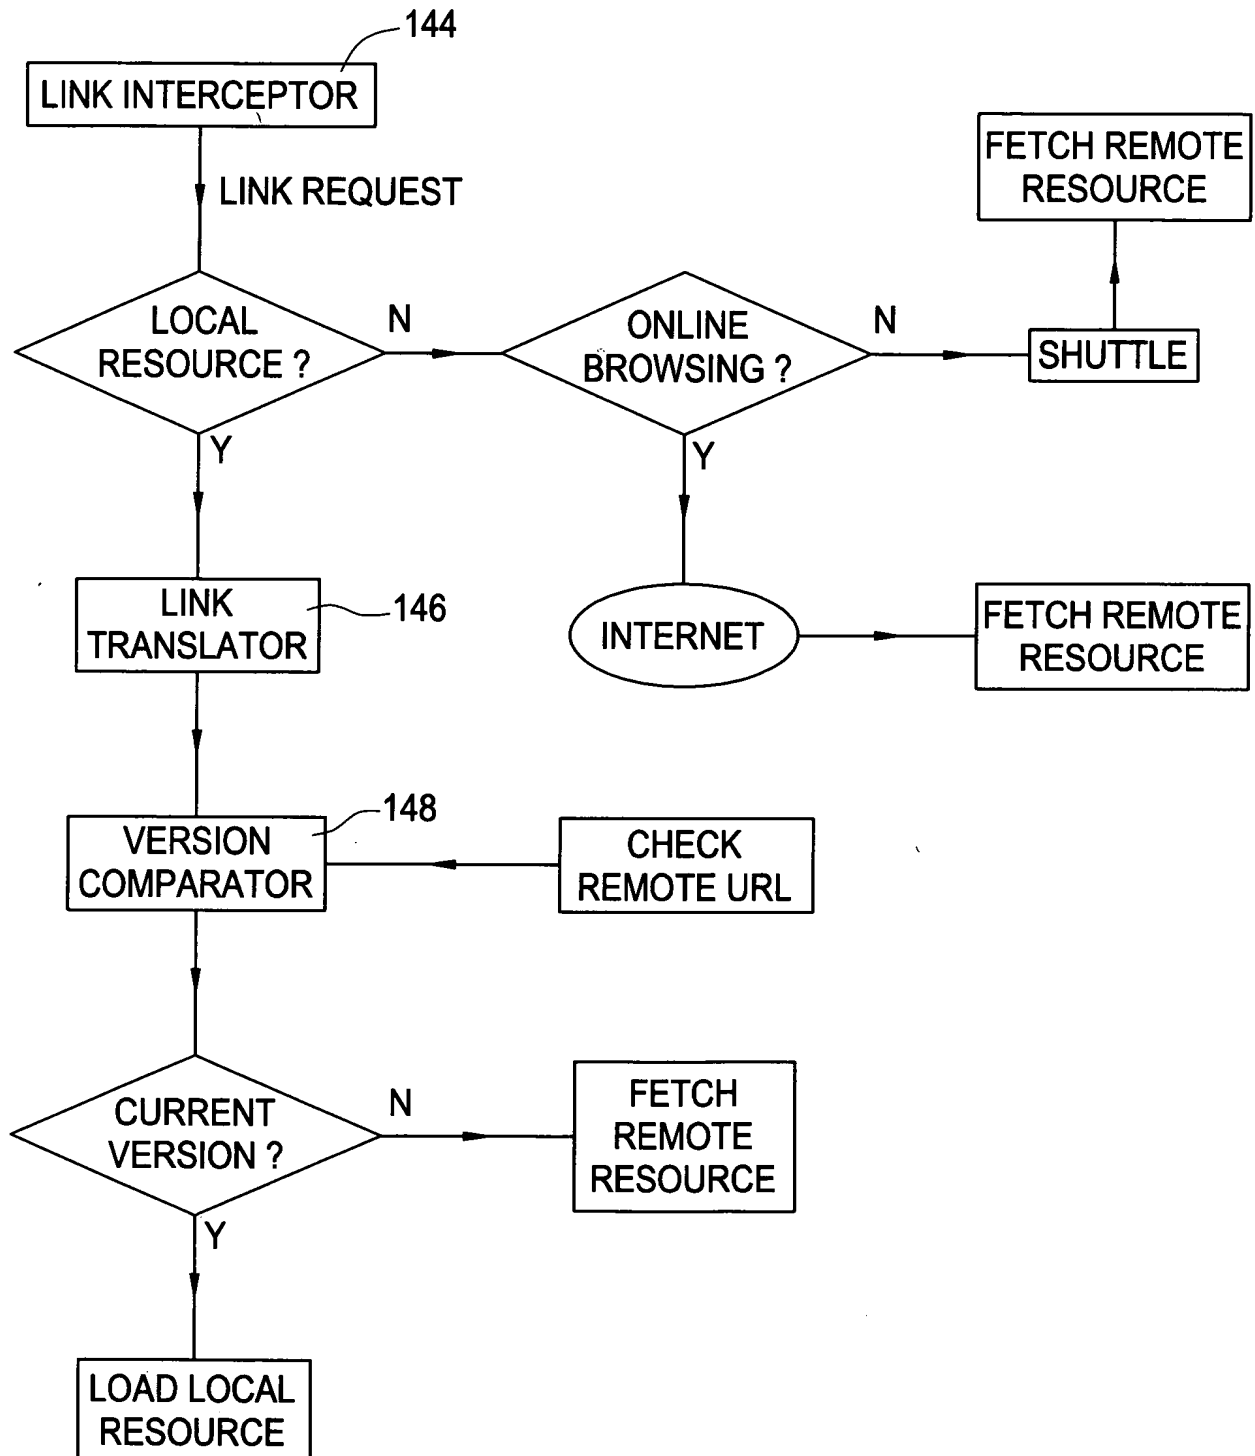 144
LINK INTERCEPTOR
LINK REQUEST
FETCH REMOTE
RESOURCE
LOCAL
RESOURCE ?
N
ONLINE
BROWSING ?
N
SHUTTLE
Y
Y
LINK
TRANSLATOR
146
INTERNET
FETCH REMOTE
RESOURCE
VERSION
COMPARATOR
148
CHECK
REMOTE URL
CURRENT
VERSION ?
N
FETCH
REMOTE
RESOURCE
Y
LOAD LOCAL
RESOURCE